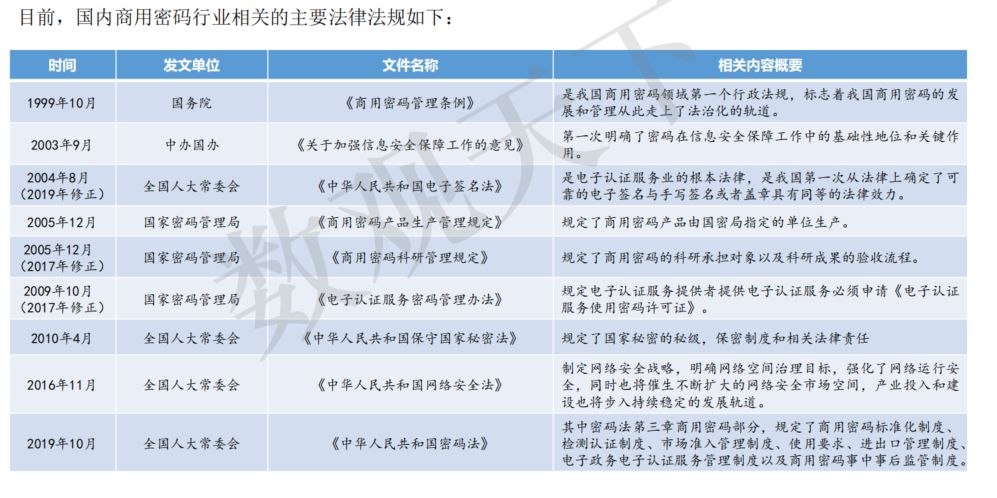 目前，国内商用密码行业相关的主要法律法规如下：
时间 发文单位 文件名称 相关内容概要
1999年10月 国务院 《商用密码管理条例》 是我国商用密码领域第一个行政法规，标志着我国商用密码的发
展和管理从此走上了法治化的轨道。
2003年9月 中办国办 《关于加强信息安全保障工作的意见》 第一次明确了密码在信息安全保障工作中的基础性地位和关键作
用。
2004年8月
（2019年修正） 全国人大常委会 《中华人民共和国电子签名法》 是电子认证服务业的根本法律，是我国第一次从法律上确定了可
靠的电子签名与手写签名或者盖章具有同等的法律效力。
2005年12月 国家密码管理局 《商用密码产品生产管理规定》 规定了商用密码产品由国密局指定的单位生产。
2005年12月
（2017年修正） 国家密码管理局 《商用密码科研管理规定》 规定了商用密码的科研承担对象以及科研成果的验收流程。
2009年10月
（2017年修正） 国家密码管理局 《电子认证服务密码管理办法》 规定电子认证服务提供者提供电子认证服务必须申请《电子认证
服务使用密码许可证》。
2010年4月 全国人大常委会 《中华人民共和国保守国家秘密法》 规定了国家秘密的秘级，保密制度和相关法律责任
2016年11月 全国人大常委会 《中华人民共和国网络安全法》 制定网络安全战略，明确网络空间治理目标，强化了网络运行安
全，同时也将催生不断扩大的网络安全市场空间，产业投入和建
设也将步入持续稳定的发展轨道。
2019年10月 全国人大常委会 《中华人民共和国密码法》 其中密码法第三章商用密码部分，规定了商用密码标准化制度、
检测认证制度、市场准入管理制度、使用要求、进出口管理制度、
电子政务电子认证服务管理制度以及商用密码事中事后监管制度。
数观天下